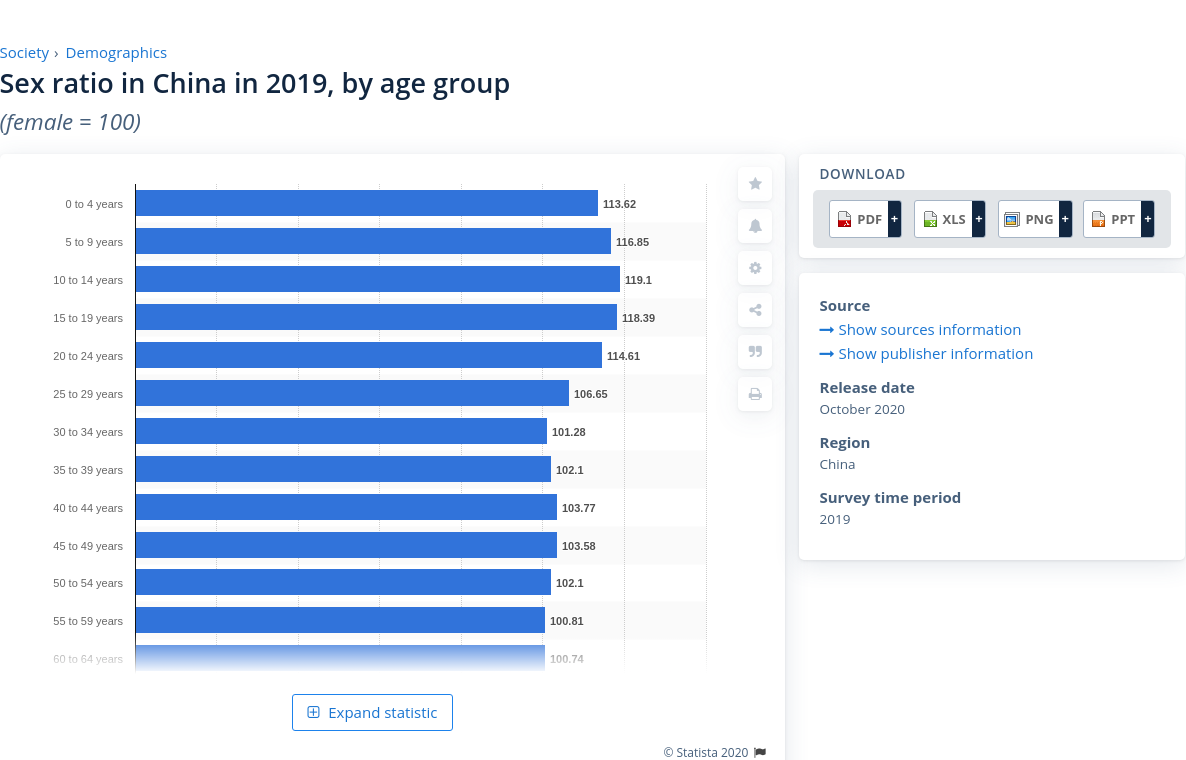 Society › Demographics
Sex ratio in China in 2019, by age group
(female = 100)
0 to 4 years 113.62
5 to 9 years 116.85
10 to 14 years 119.1
15 to 19 years 118.39
20 to 24 years 114.61
25 to 29 years 106.65
30 to 34 years 101.28
35 to 39 years 102.1
40 to 44 years 103.77
45 to 49 years 103.58
50 to 54 years 102.1
55 to 59 years 100.81
60 to 64 years 100.74
Expand statistic
© Statista 2020
DOWNLOAD
PDF + XLS + PNG + PPT +
Source
Show sources information
Show publisher information
Release date
October 2020
Region
China
Survey time period
2019